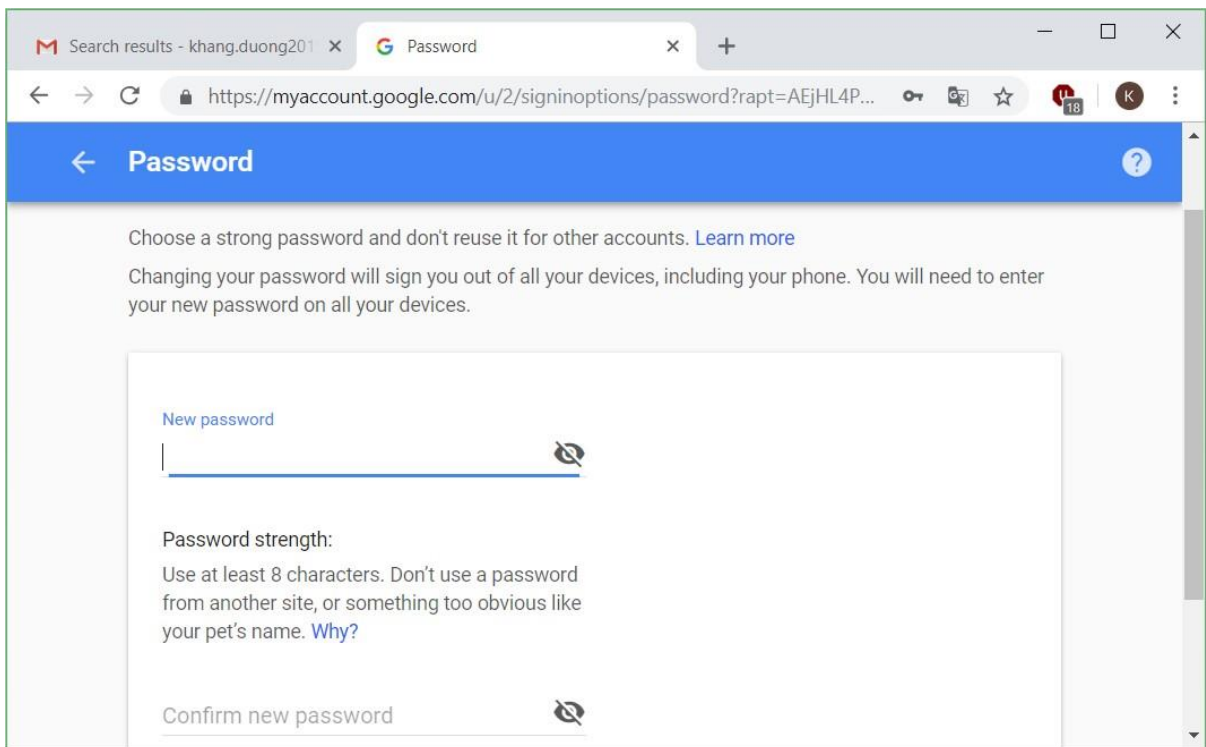 Search results - khang.duong201
Password
https://myaccount.google.com/u/2/signinoptions/password?rapt=AEjHL4P...
18
K
Password
?
Choose a strong password and don't reuse it for other accounts. Learn more
Changing your password will sign you out of all your devices, including your phone. You will need to enter
your new password on all your devices.
New password
Password strength:
Use at least 8 characters. Don't use a password
from another site, or something too obvious like
your pet's name. Why?
Confirm new password